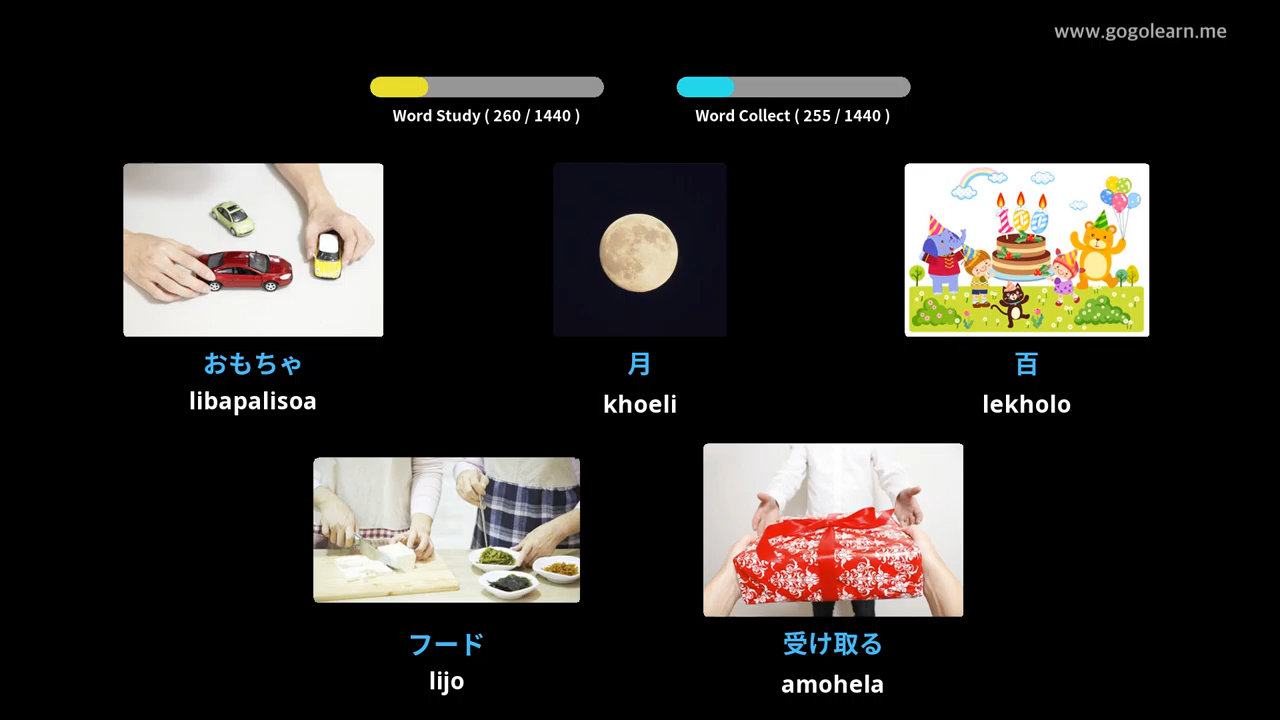 www.gogolearn.me
Word Study ( 260 / 1440 )
Word Collect ( 255 / 1440 )
100
おもちゃ
libapalisoa
月
khoeli
百
lekholo
フード
lijo
受け取る
amohela